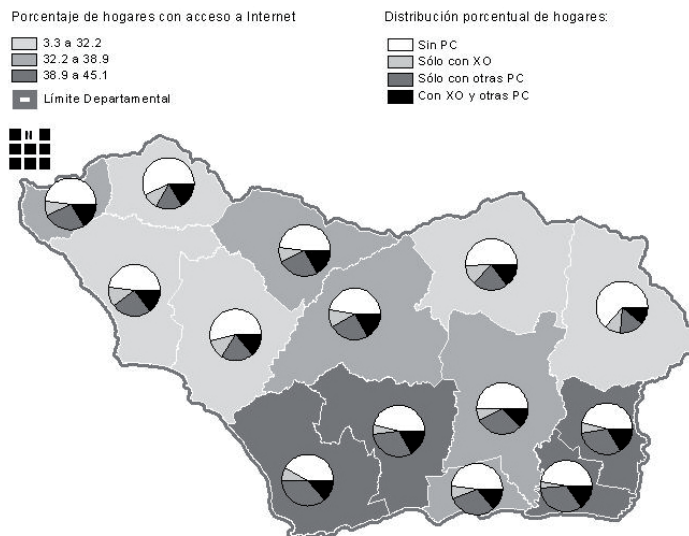 Porcentaje de hogares con acceso a Internet
3.3 a 32.2
32.2 a 38.9
38.9 a 45.1
Límite Departamental
Distribución porcentual de hogares:
Sin PC
Sólo con XO
Sólo con otras PC
Con XO y otras PC
N